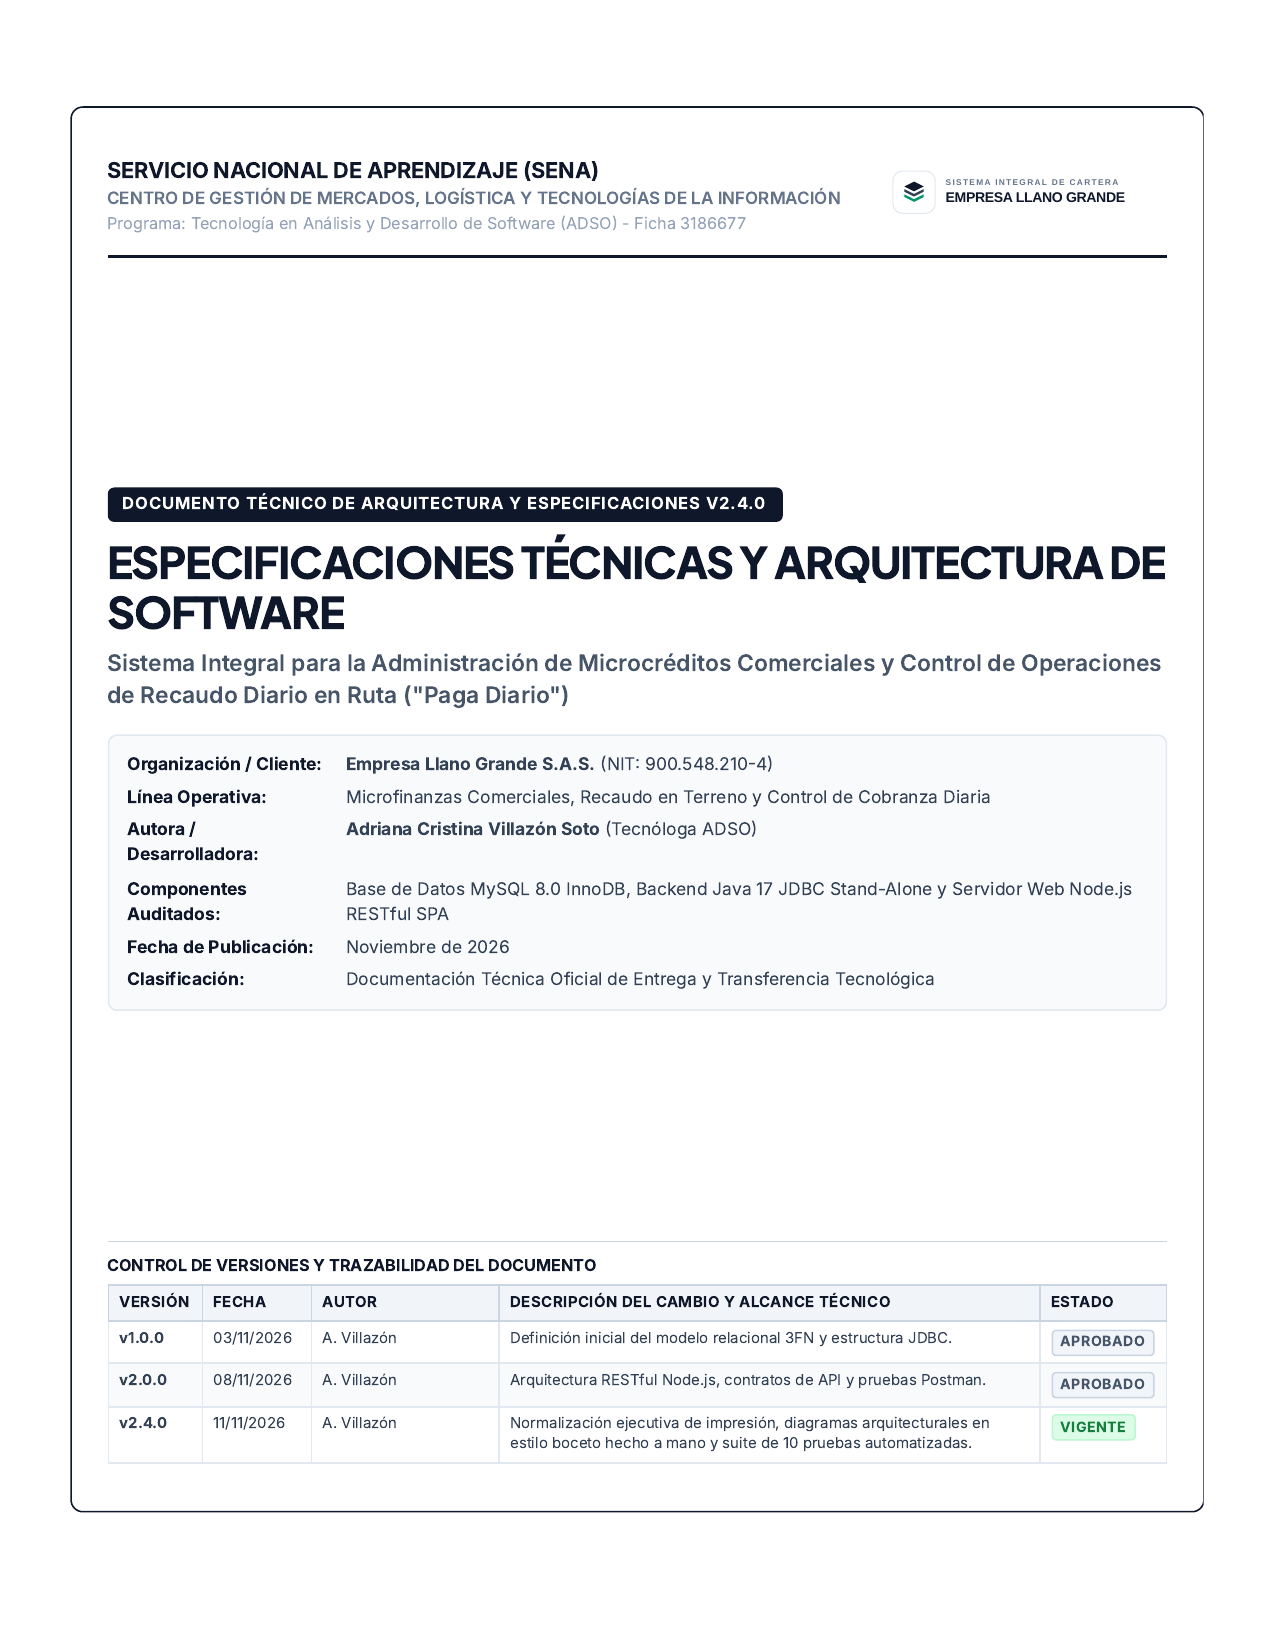 SERVICIO NACIONAL DE APRENDIZAJE (SENA)
CENTRO DE GESTIÓN DE MERCADOS, LOGÍSTICA Y TECNOLOGÍAS DE LA INFORMACIÓN
Programa: Tecnología en Análisis y Desarrollo de Software (ADSO) - Ficha 3186677
SISTEMA INTEGRAL DE CARTERA
EMPRESA LLANO GRANDE
DOCUMENTO TÉCNICO DE ARQUITECTURA Y ESPECIFICACIONES V2.4.0
ESPECIFICACIONES TÉCNICAS Y ARQUITECTURA DE
SOFTWARE
Sistema Integral para la Administración de Microcréditos Comerciales y Control de Operaciones
de Recaudo Diario en Ruta ("Paga Diario")
Organización / Cliente: Empresa Llano Grande S.A.S. (NIT: 900.548.210-4)
Línea Operativa: Microfinanzas Comerciales, Recaudo en Terreno y Control de Cobranza Diaria
Autora / Adriana Cristina Villazón Soto (Tecnóloga ADSO)
Desarrolladora:
Componentes Base de Datos MySQL 8.0 InnoDB, Backend Java 17 JDBC Stand-Alone y Servidor Web Node.js
Auditados: RESTful SPA
Fecha de Publicación: Noviembre de 2026
Clasificación: Documentación Técnica Oficial de Entrega y Transferencia Tecnológica
CONTROL DE VERSIONES Y TRAZABILIDAD DEL DOCUMENTO
VERSIÓN FECHA AUTOR DESCRIPCIÓN DEL CAMBIO Y ALCANCE TÉCNICO ESTADO
v1.0.0 03/11/2026 A. Villazón Definición inicial del modelo relacional 3FN y estructura JDBC. APROBADO
v2.0.0 08/11/2026 A. Villazón Arquitectura RESTful Node.js, contratos de API y pruebas Postman. APROBADO
v2.4.0 11/11/2026 A. Villazón Normalización ejecutiva de impresión, diagramas arquitecturales en VIGENTE
estilo boceto hecho a mano y suite de 10 pruebas automatizadas.